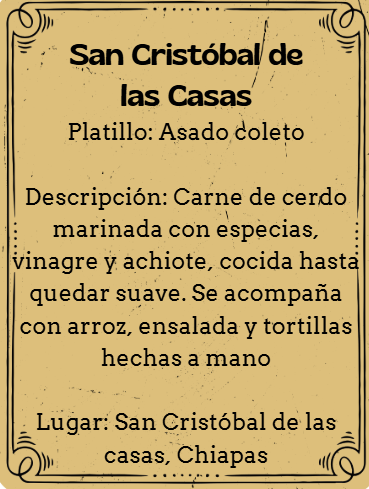 San Cristóbal de
las Casas
Platillo: Asado coleto
Descripción: Carne de cerdo
marinada con especias,
vinagre y achiote, cocida hasta
quedar suave. Se acompaña
con arroz, ensalada y tortillas
hechas a mano
Lugar: San Cristóbal de las
casas, Chiapas